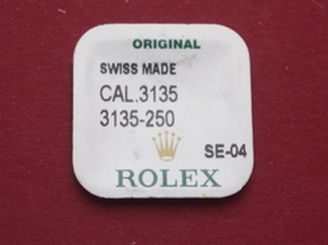 ORIGINAL
SWISS MADE
CAL.3135
3135-250
SE-04
ROLEX